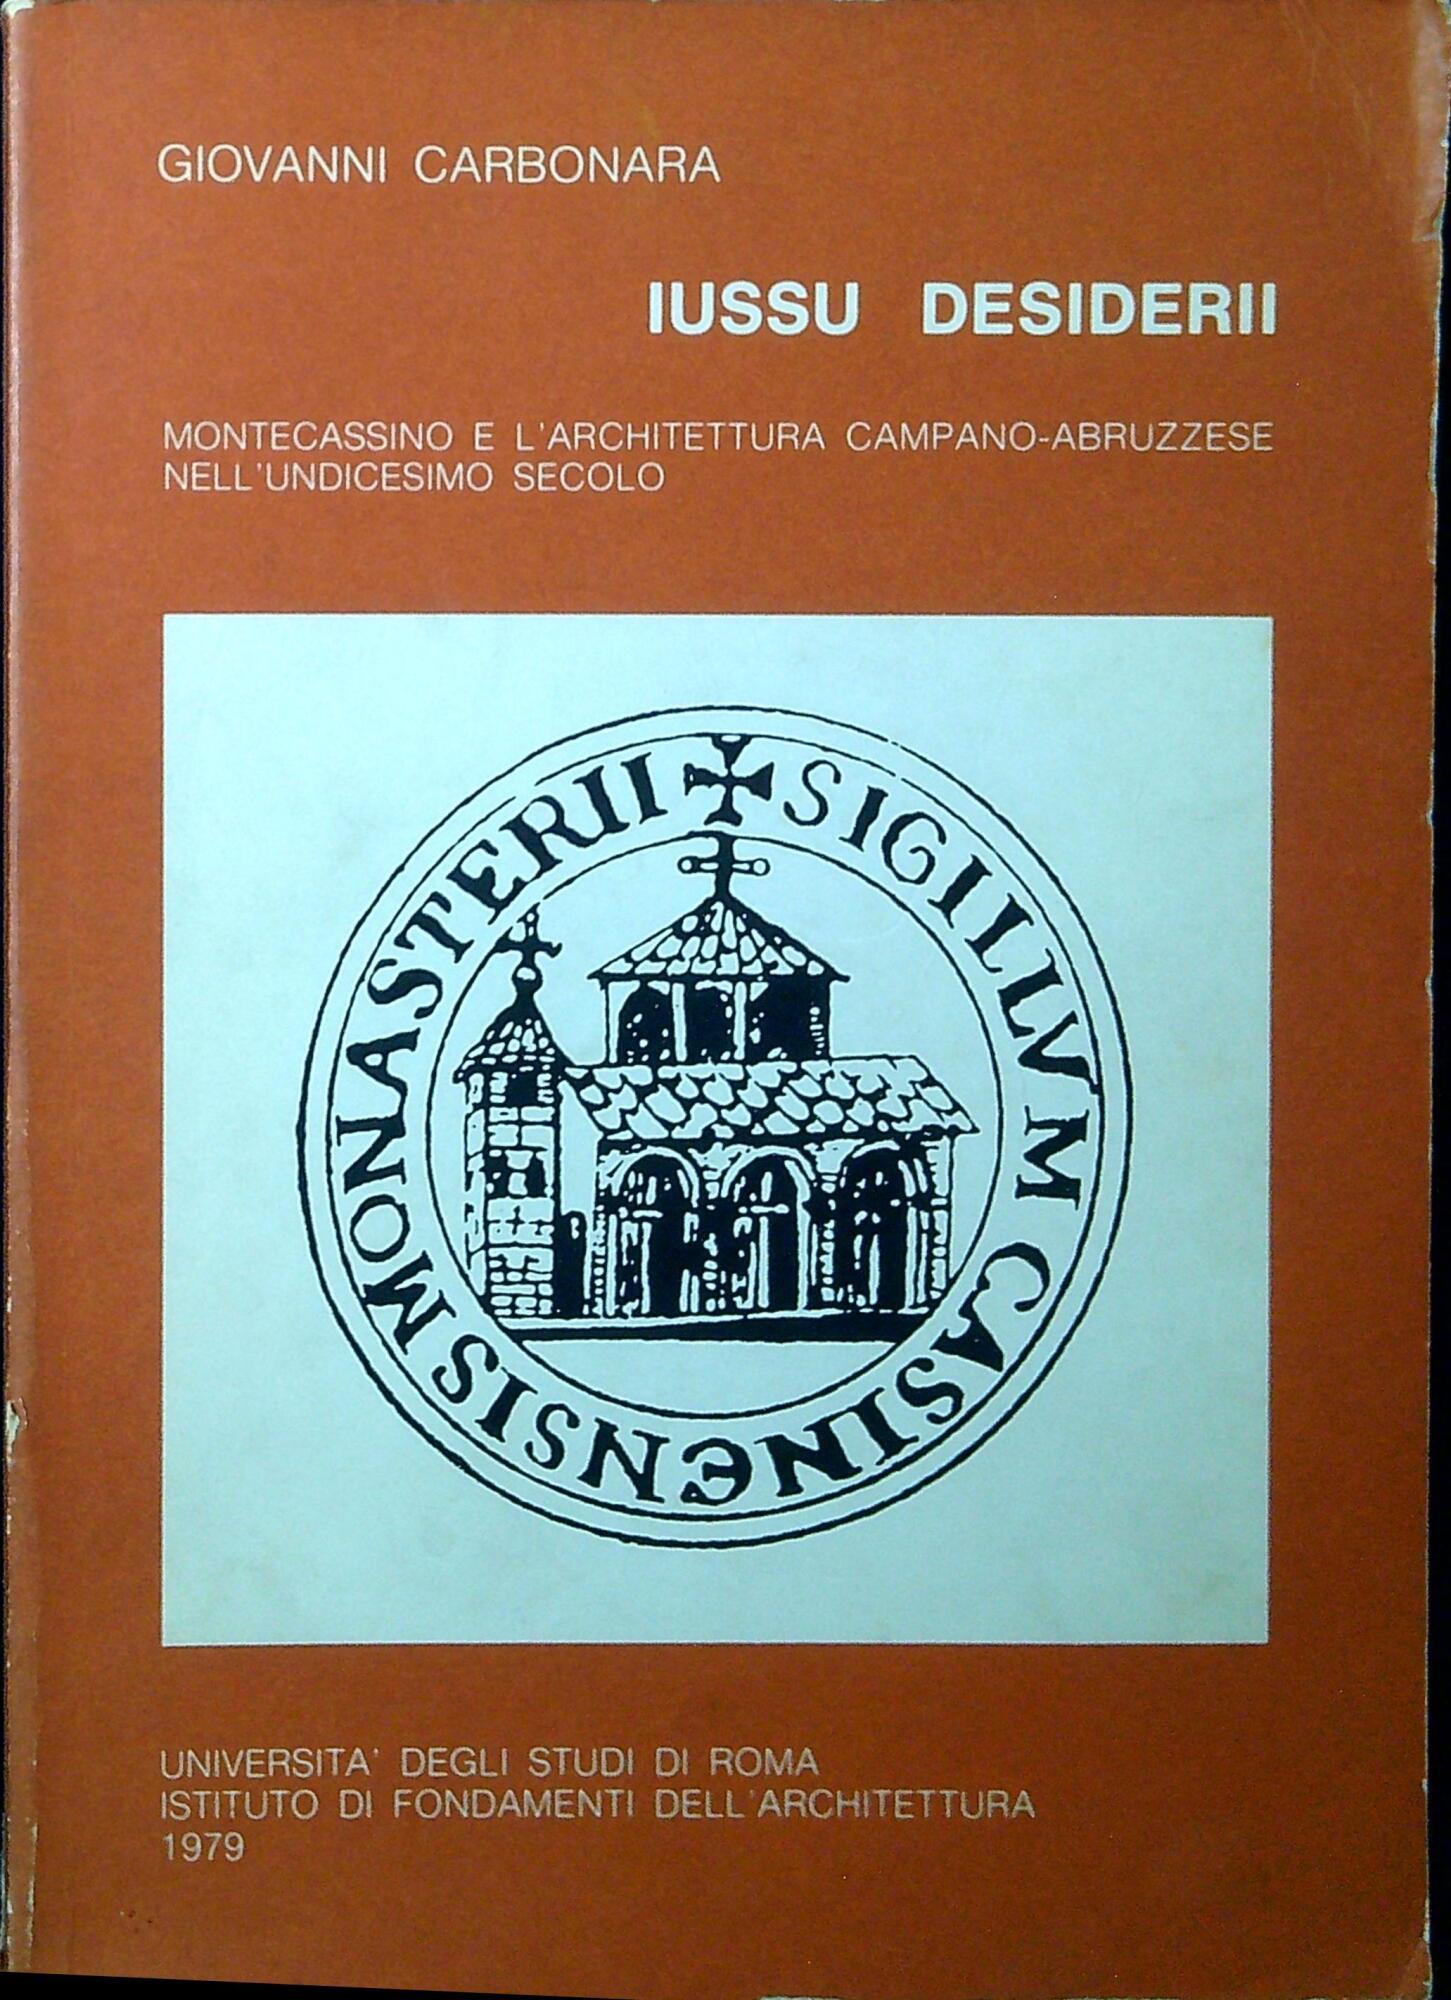 GIOVANNI CARBONARA
IUSSU DESIDERII
MONTECASSINO E L'ARCHITETTURA CAMPANO-ABRUZZESE
NELL'UNDICESIMO SECOLO
SIGILLVM CASINENSIS MONASTERII
UNIVERSITA' DEGLI STUDI DI ROMA
ISTITUTO DI FONDAMENTI DELL'ARCHITETTURA
1979